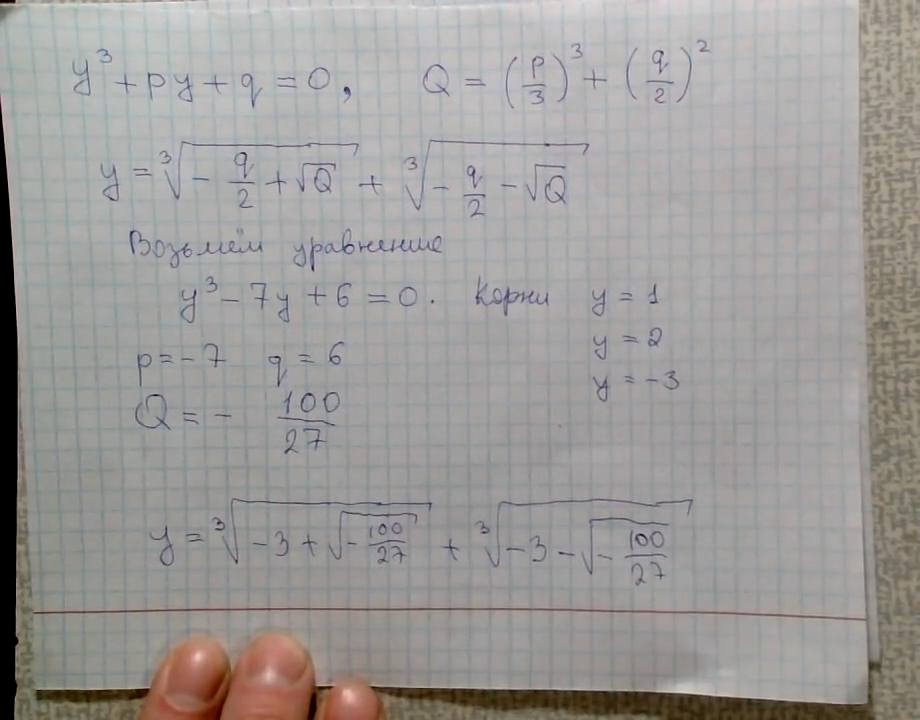 y³ + py + q = 0, Q = (p/3)³ + (q/2)²
y = ∛(-q/2 + √Q) + ∛(-q/2 - √Q)
Возьмём уравнение
y³ - 7y + 6 = 0. Корни y = 1
y = 2
p = -7 q = 6
y = -3
Q = - 100/27
y = ∛(-3 + √(-100/27)) + ∛(-3 - √(-100/27))